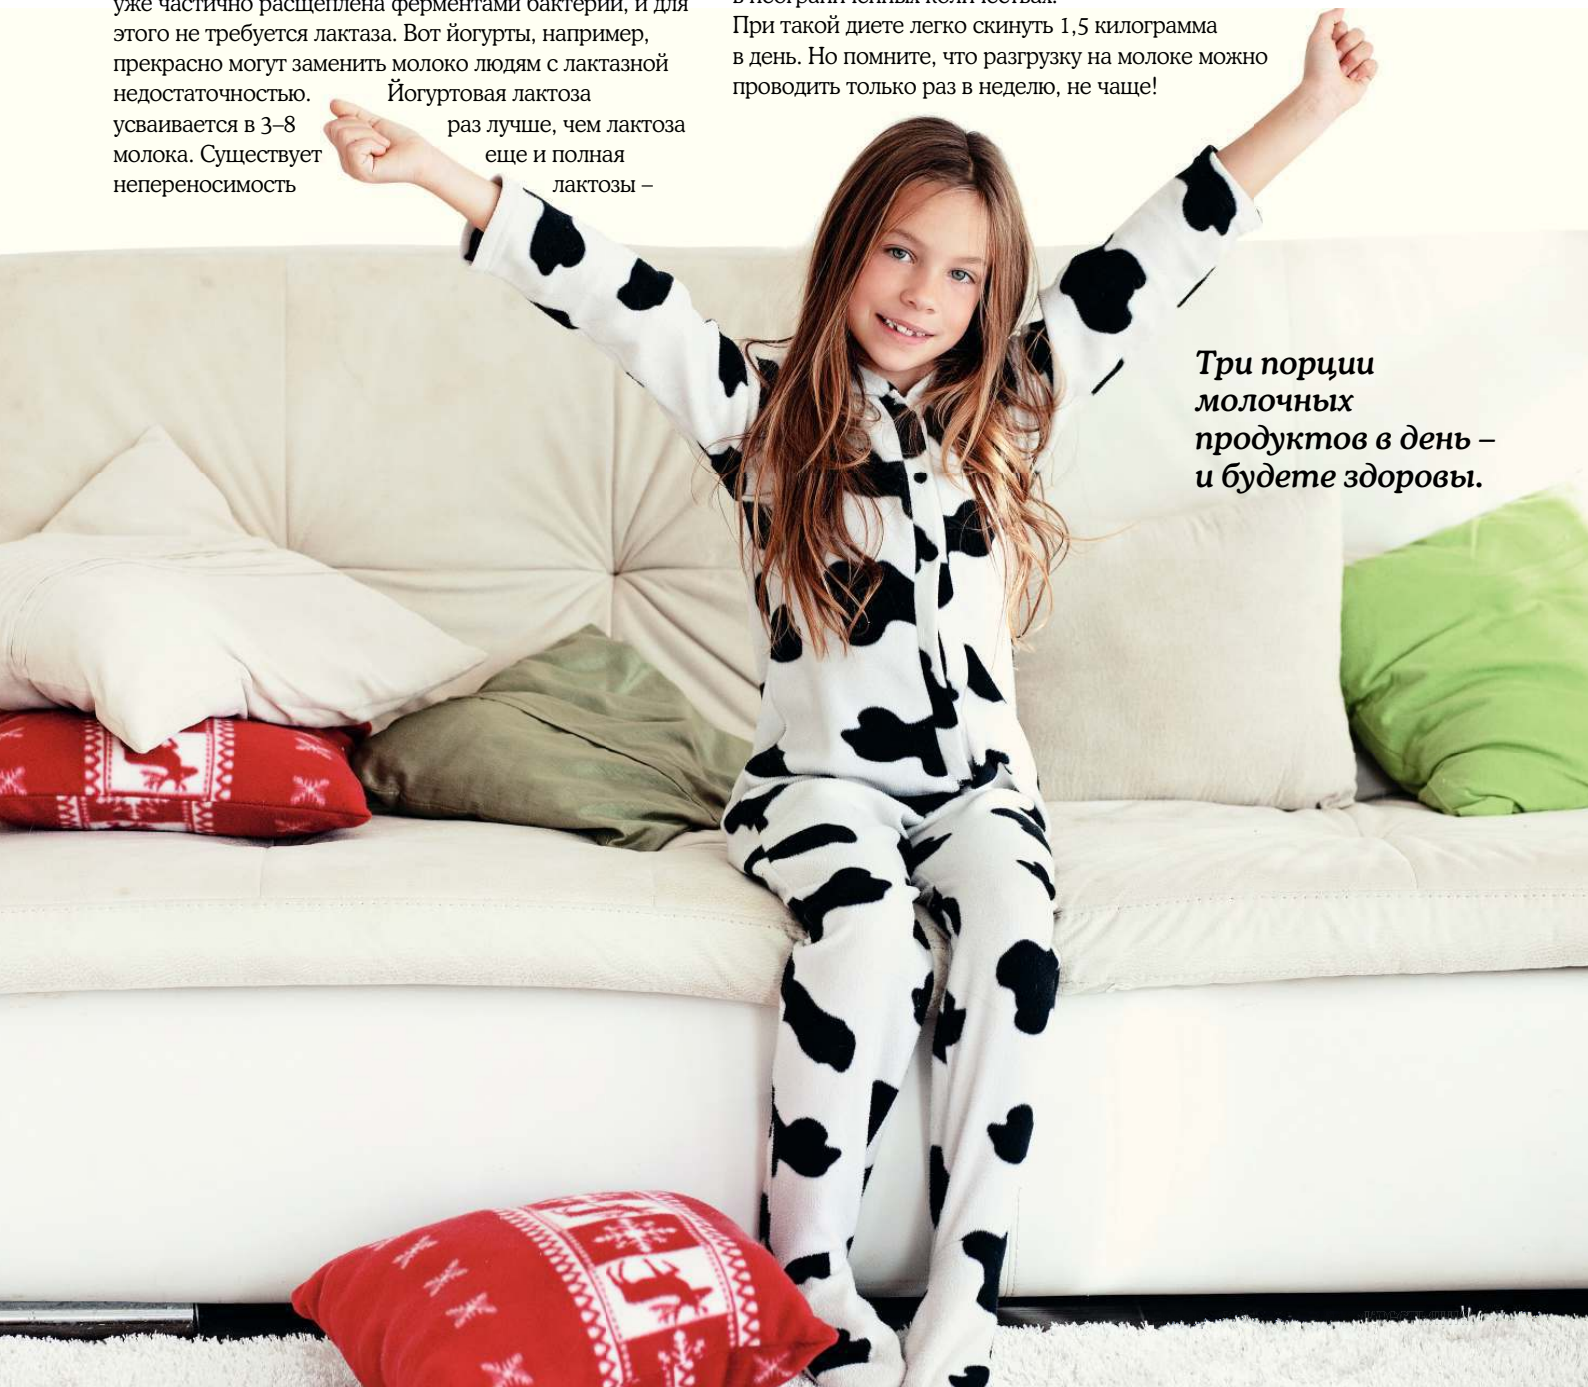 уже частично расщеплена ферментами бактерий, и для
этого не требуется лактаза. Вот йогурты, например,
прекрасно могут заменить молоко людям с лактазной
недостаточностью. Йогуртовая лактоза
усваивается в 3–8 раз лучше, чем лактоза
молока. Существует еще и полная
непереносимость лактозы –
в неограниченных количествах.
При такой диете легко скинуть 1,5 килограмма
в день. Но помните, что разгрузку на молоке можно
проводить только раз в неделю, не чаще!
Три порции
молочных
продуктов в день –
и будете здоровы.